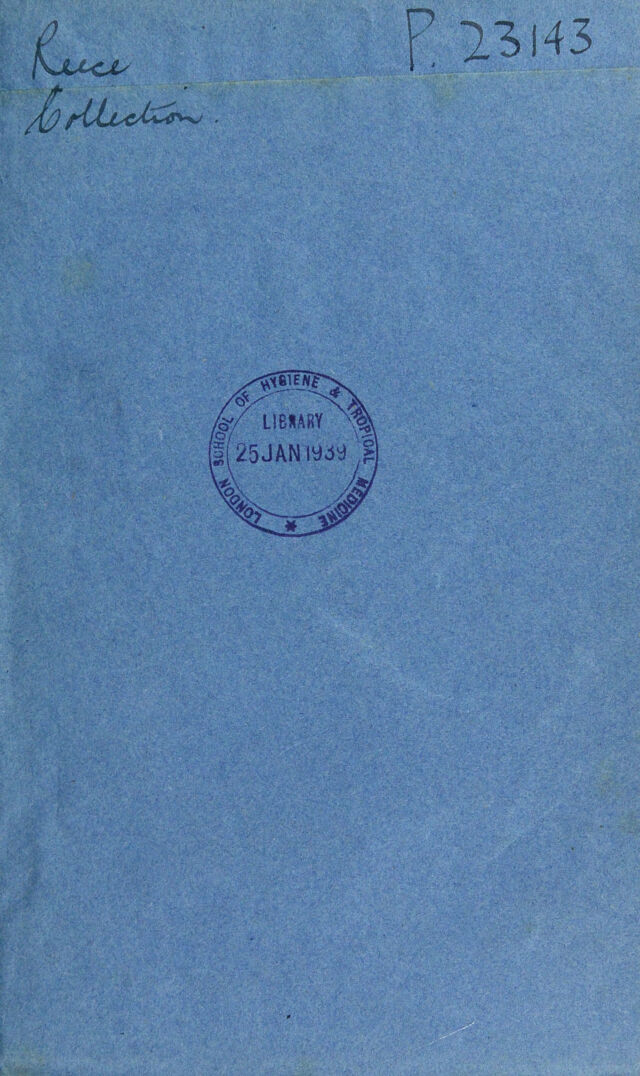 Reece
Collection.
P. 23143
LONDON SCHOOL OF HYGIENE & TROPICAL MEDICINE *
LIBRARY
25 JAN 1939